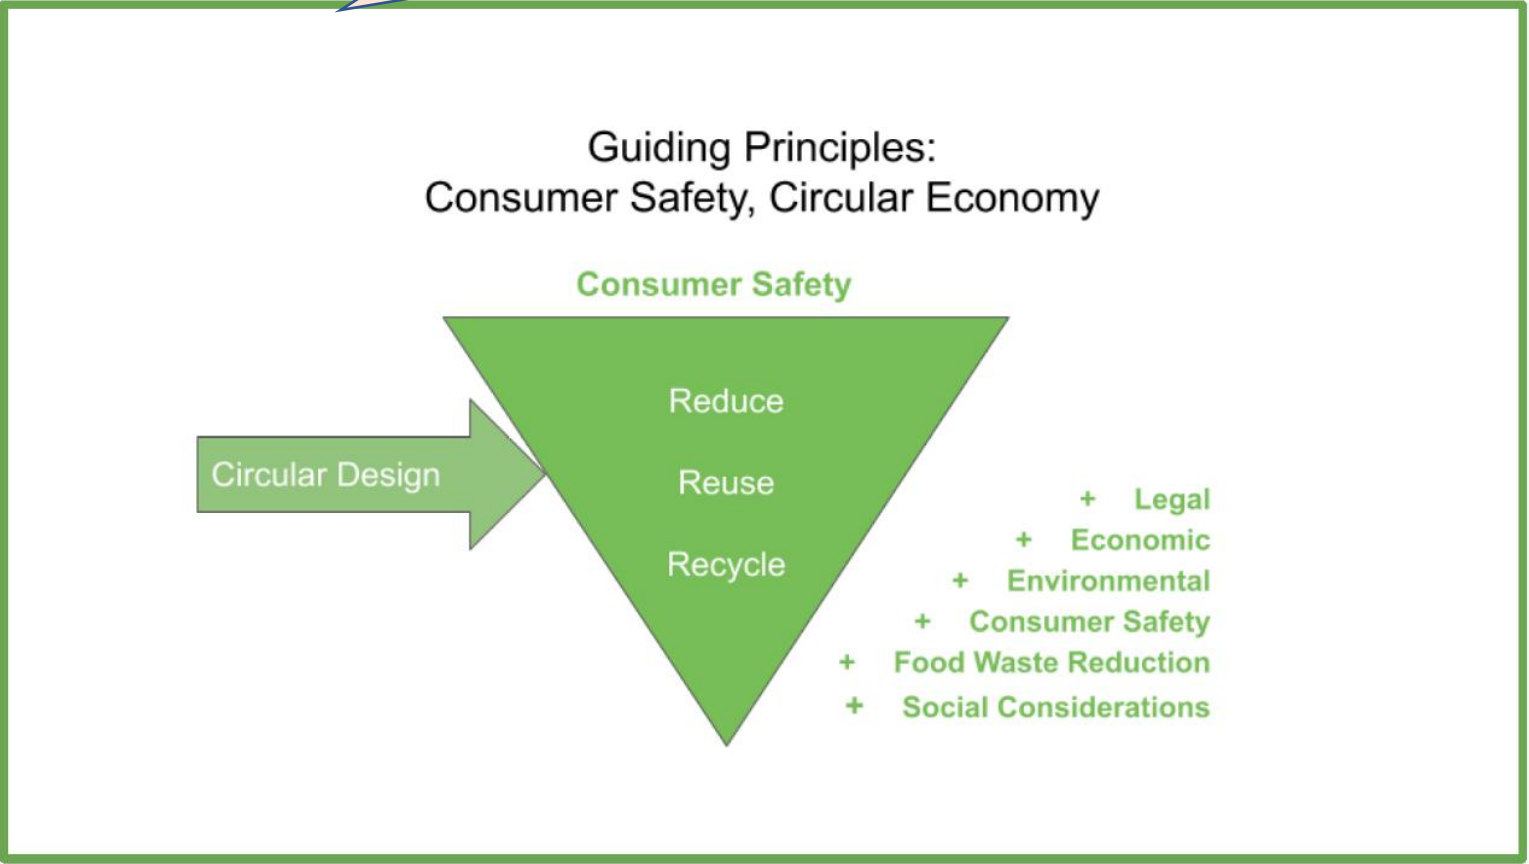 Guiding Principles:
Consumer Safety, Circular Economy
Consumer Safety
Reduce
Circular Design
Reuse
Recycle
+ Legal
+ Economic
+ Environmental
+ Consumer Safety
+ Food Waste Reduction
+ Social Considerations